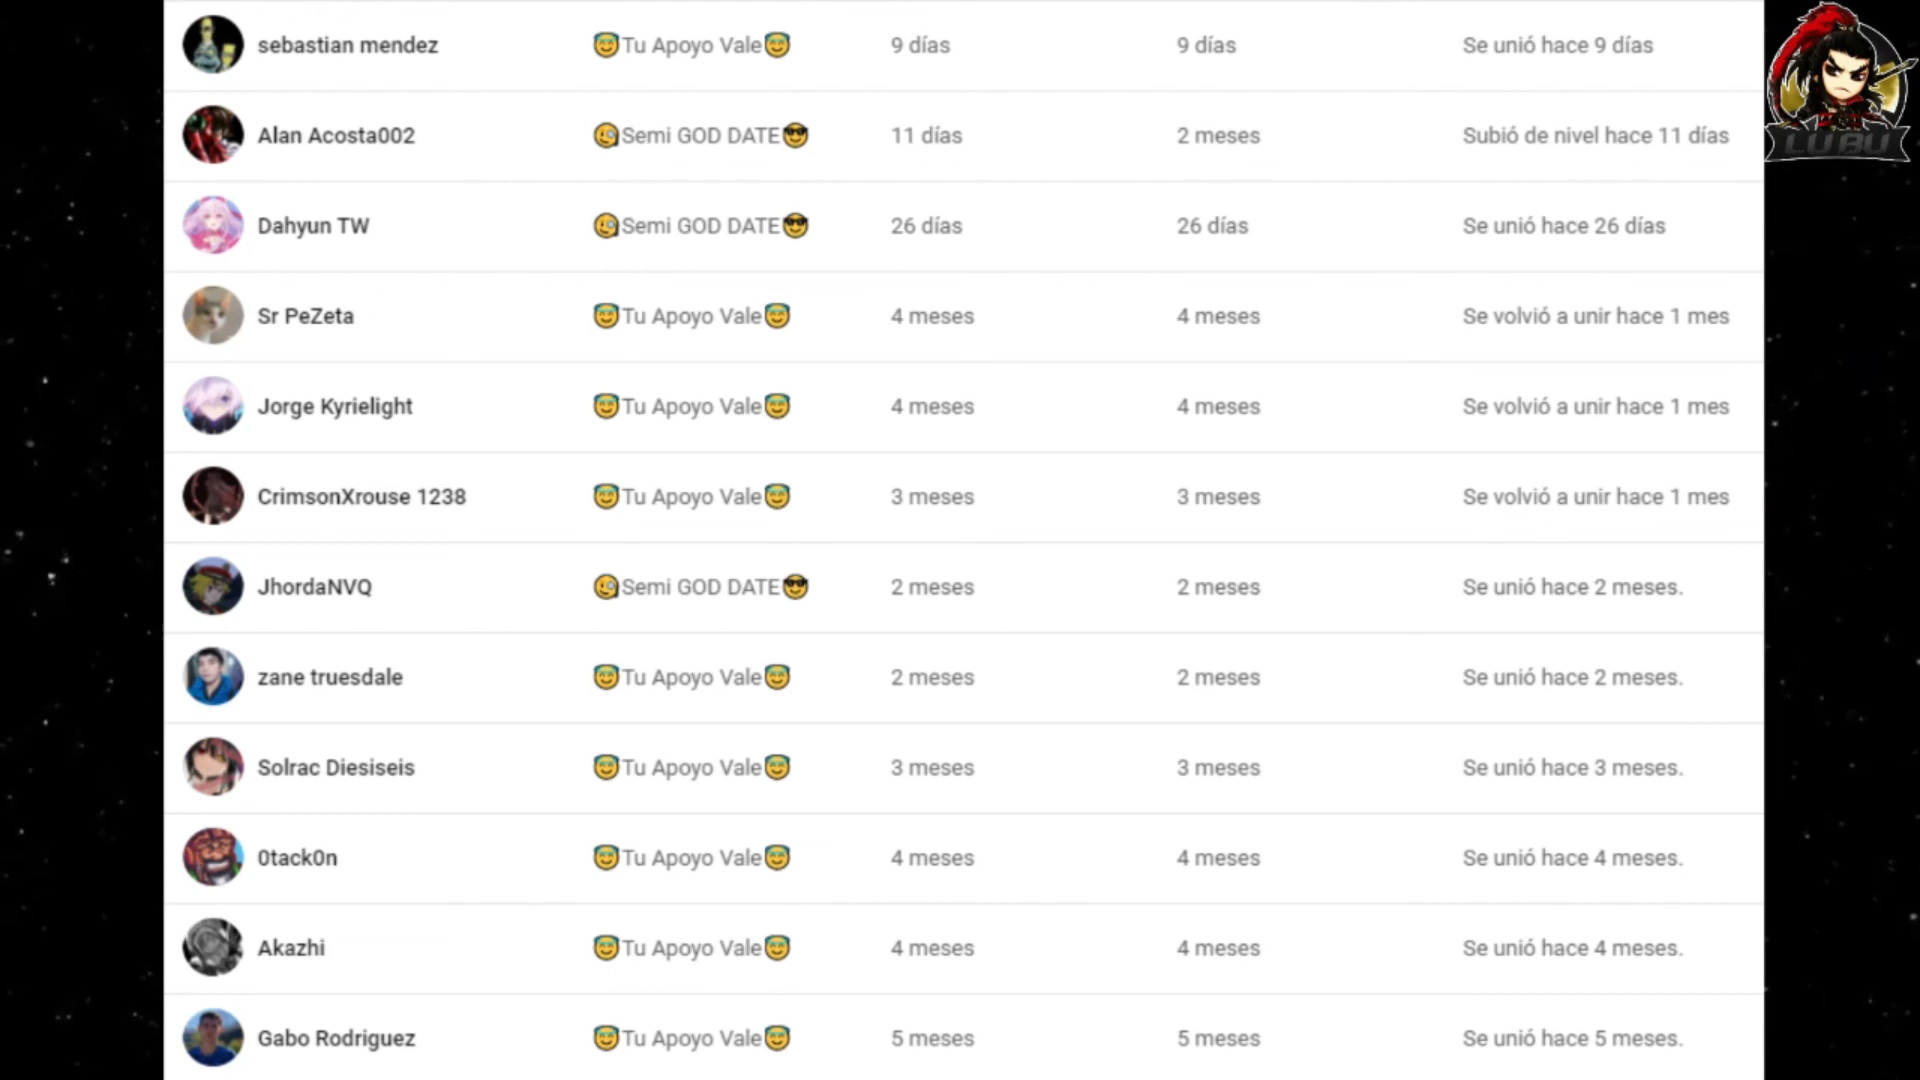 sebastian mendez 😇Tu Apoyo Vale😇 9 días 9 días Se unió hace 9 días
Alan Acosta002 🧐Semi GOD DATE😎 11 días 2 meses Subió de nivel hace 11 días
Dahyun TW 🧐Semi GOD DATE😎 26 días 26 días Se unió hace 26 días
Sr PeZeta 😇Tu Apoyo Vale😇 4 meses 4 meses Se volvió a unir hace 1 mes
Jorge Kyrielight 😇Tu Apoyo Vale😇 4 meses 4 meses Se volvió a unir hace 1 mes
CrimsonXrouse 1238 😇Tu Apoyo Vale😇 3 meses 3 meses Se volvió a unir hace 1 mes
JhordaNVQ 🧐Semi GOD DATE😎 2 meses 2 meses Se unió hace 2 meses.
zane truesdale 😇Tu Apoyo Vale😇 2 meses 2 meses Se unió hace 2 meses.
Solrac Diesiseis 😇Tu Apoyo Vale😇 3 meses 3 meses Se unió hace 3 meses.
0tack0n 😇Tu Apoyo Vale😇 4 meses 4 meses Se unió hace 4 meses.
Akazhi 😇Tu Apoyo Vale😇 4 meses 4 meses Se unió hace 4 meses.
Gabo Rodriguez 😇Tu Apoyo Vale😇 5 meses 5 meses Se unió hace 5 meses.
LU BU